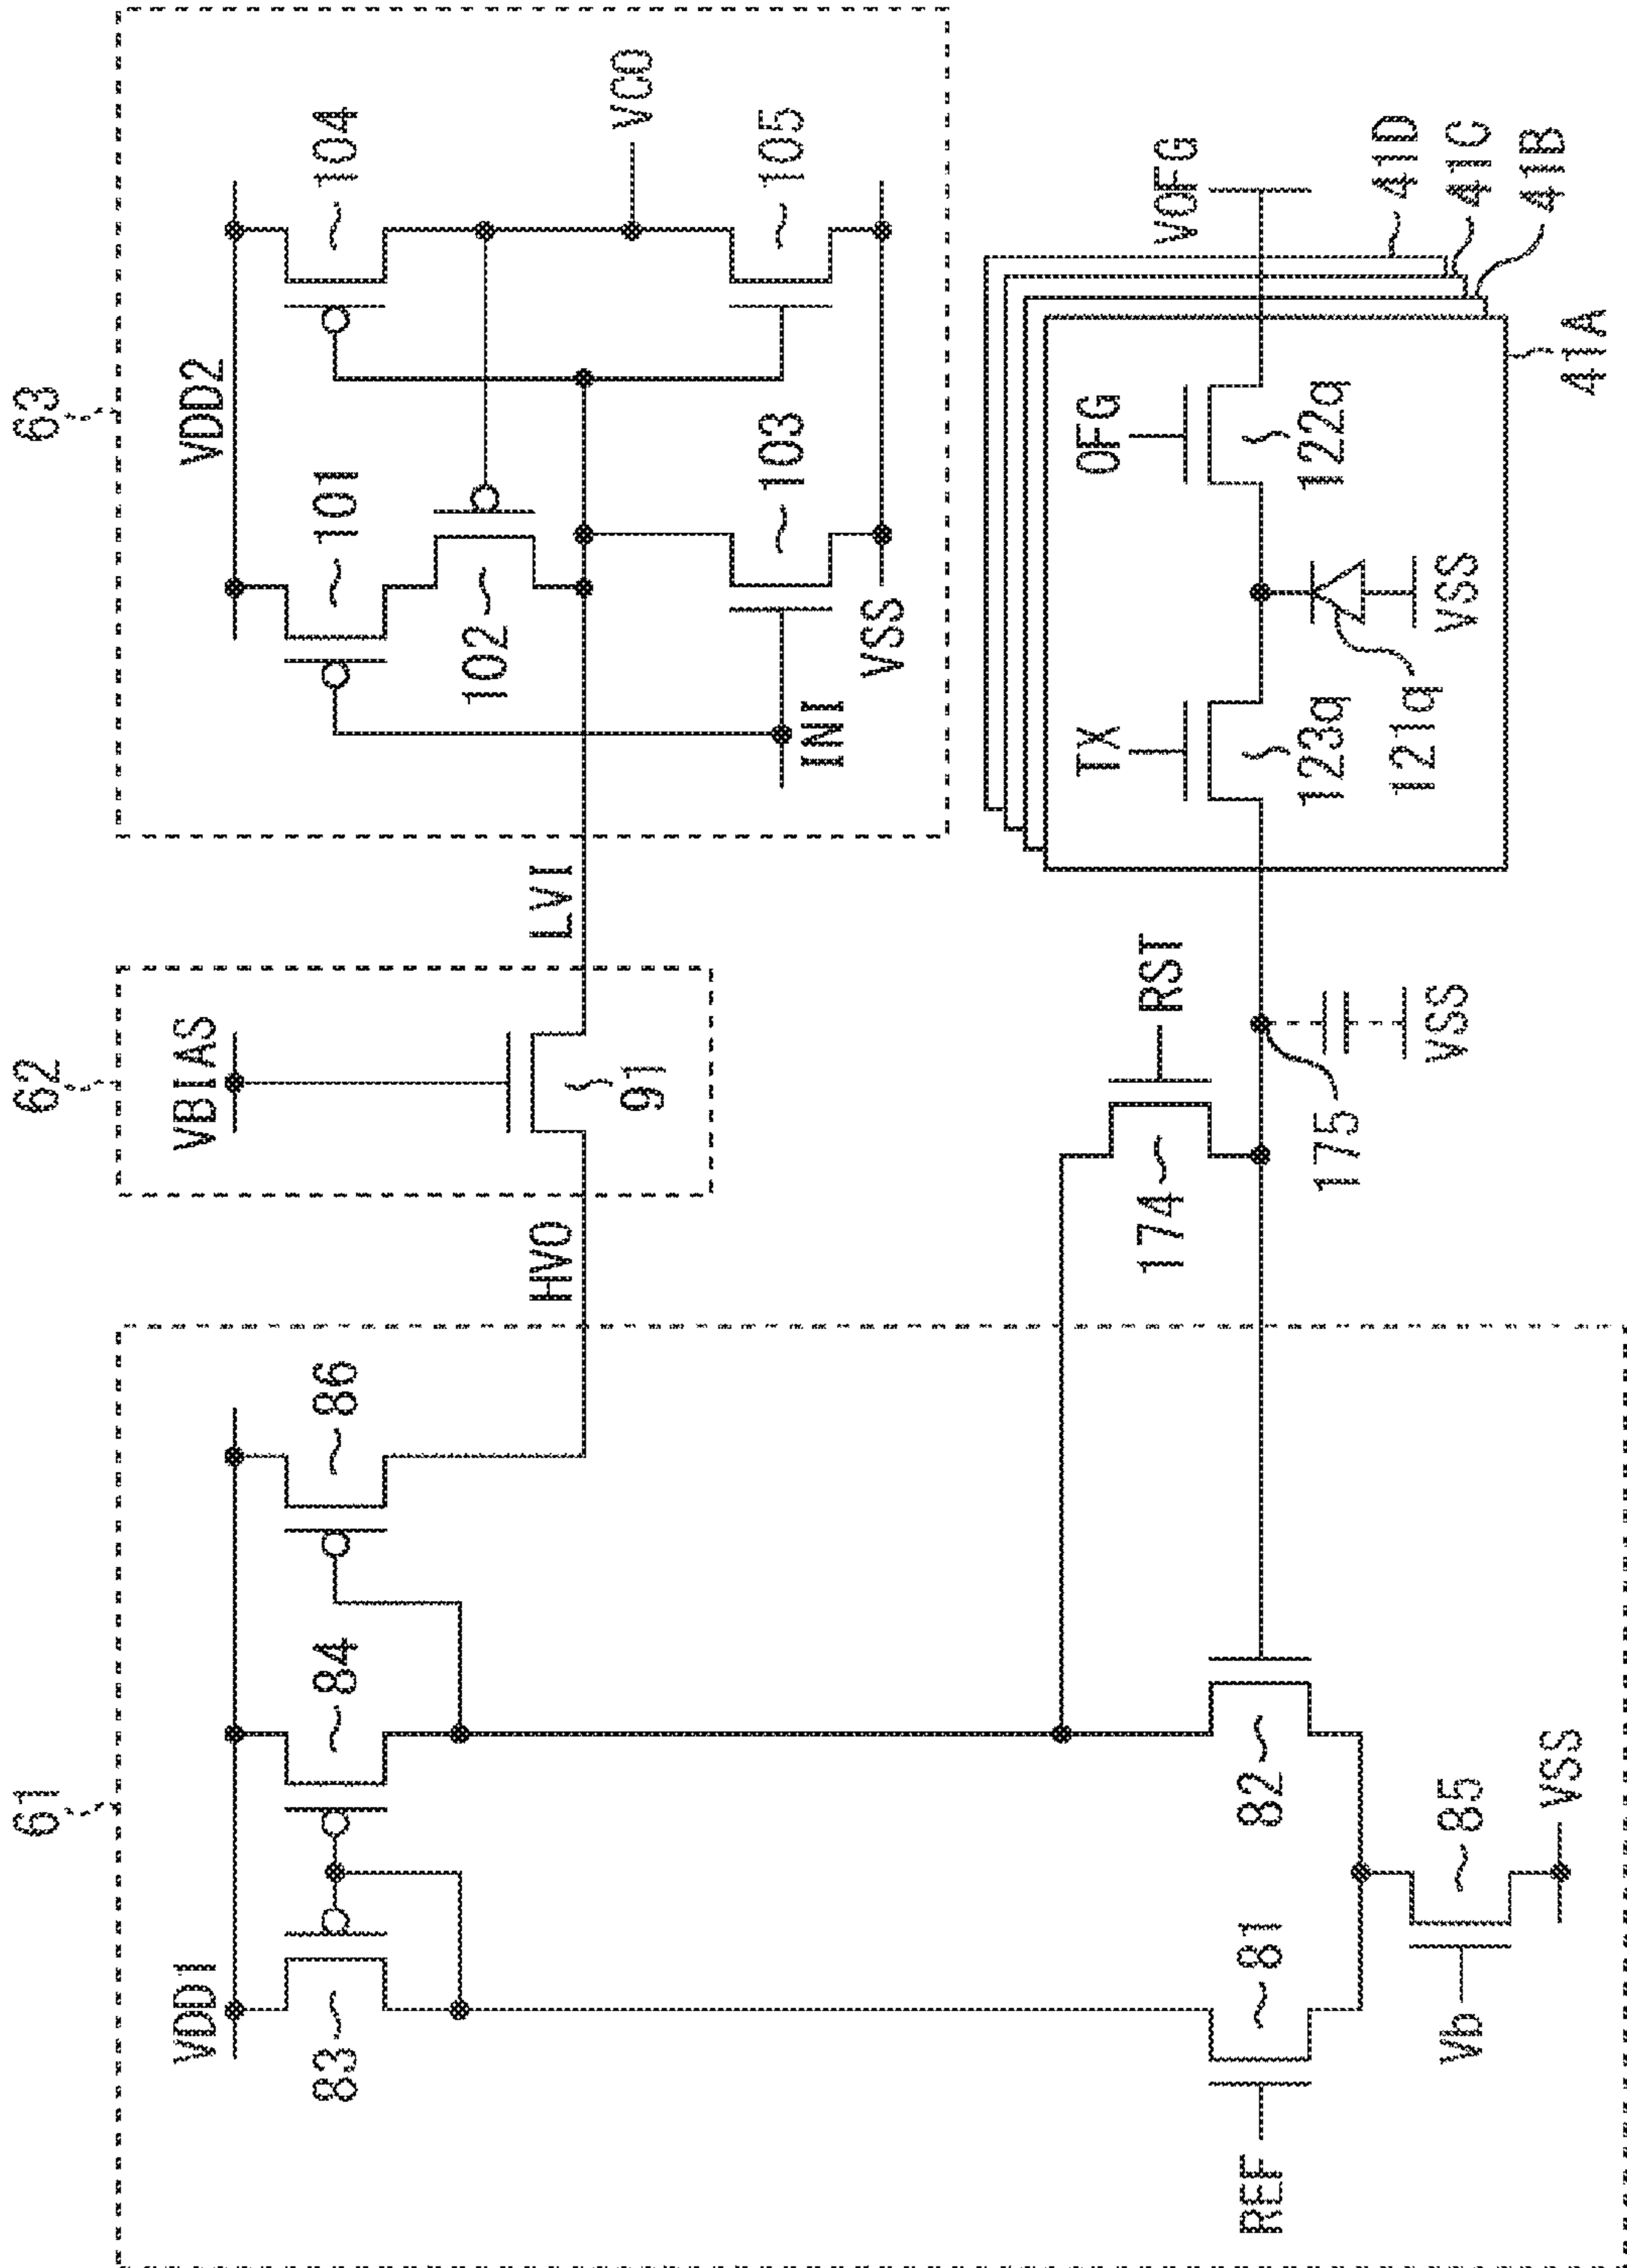 61
62
63
VDD1
VBIAS
VDD2
83
84
86
HVO
91
LVI
101
102
103
104
105
VCO
INI
VSS
REF
81
82
85
Vb
VSS
174
RST
175
VSS
TX
123q
121q
VSS
OFG
122q
VOFG
41A
41B
41C
41D